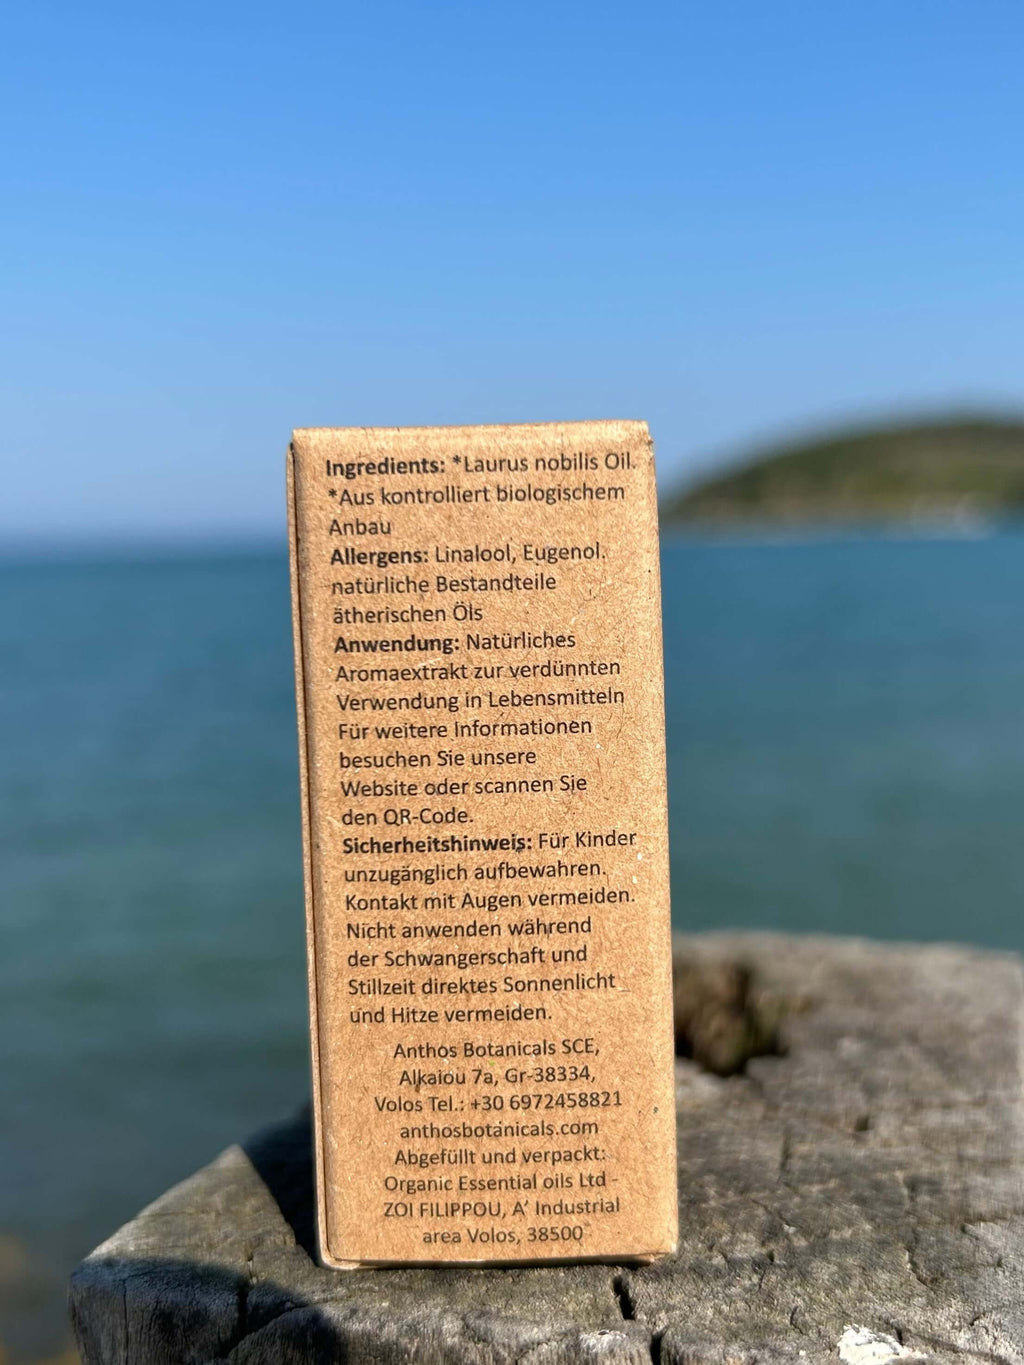 Ingredients: *Laurus nobilis Oil.
*Aus kontrolliert biologischem
Anbau
Allergens: Linalool, Eugenol.
natürliche Bestandteile
ätherischen Öls
Anwendung: Natürliches
Aromaextrakt zur verdünnten
Verwendung in Lebensmitteln
Für weitere Informationen
besuchen Sie unsere
Website oder scannen Sie
den QR-Code.
Sicherheitshinweis: Für Kinder
unzugänglich aufbewahren.
Kontakt mit Augen vermeiden.
Nicht anwenden während
der Schwangerschaft und
Stillzeit direktes Sonnenlicht
und Hitze vermeiden.
Anthos Botanicals SCE,
Alkaiou 7a, Gr-38334,
Volos Tel.: +30 6972458821
anthosbotanicals.com
Abgefüllt und verpackt:
Organic Essential oils Ltd -
ZOI FILIPPOU, A' Industrial
area Volos, 38500